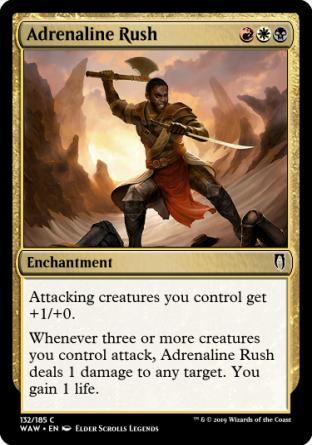 Adrenaline Rush
Enchantment
Attacking creatures you control get
+1/+0.
Whenever three or more creatures
you control attack, Adrenaline Rush
deals 1 damage to any target. You
gain 1 life.
132/185 C
WAW • EN Elder Scrolls Legends
™ & © 2019 Wizards of the Coast